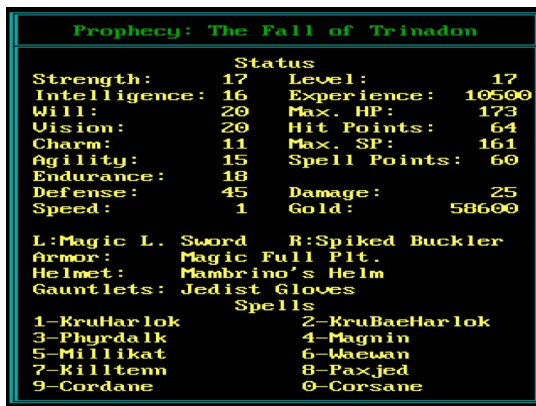 Prophecy: The Fall of Trinadon
Status
Strength: 17 Level: 17
Intelligence: 16 Experience: 10500
Will: 20 Max. HP: 173
Vision: 20 Hit Points: 64
Charm: 11 Max. SP: 161
Agility: 15 Spell Points: 60
Endurance: 18
Defense: 45 Damage: 25
Speed: 1 Gold: 58600
L:Magic L. Sword R:Spiked Buckler
Armor: Magic Full Plt.
Helmet: Mambrino's Helm
Gauntlets: Jedist Gloves
Spells
1-KruHarlok 2-KruBaeHarlok
3-Phyrdalk 4-Magnin
5-Millikat 6-Waewan
7-Killtenn 8-Paxjed
9-Cordane 0-Corsane